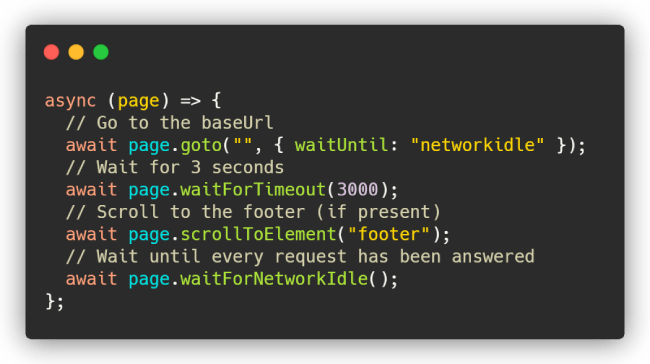 async (page) => {
  // Go to the baseUrl
  await page.goto("", { waitUntil: "networkidle" });
  // Wait for 3 seconds
  await page.waitForTimeout(3000);
  // Scroll to the footer (if present)
  await page.scrollToElement("footer");
  // Wait until every request has been answered
  await page.waitForNetworkIdle();
};